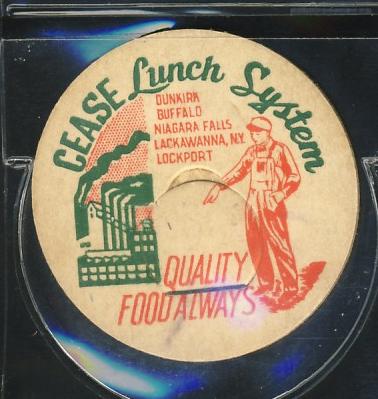 CEASE Lunch System
DUNKIRK
BUFFALO
NIAGARA FALLS
LACKAWANNA, N.Y.
LOCKPORT
QUALITY
FOOD ALWAYS